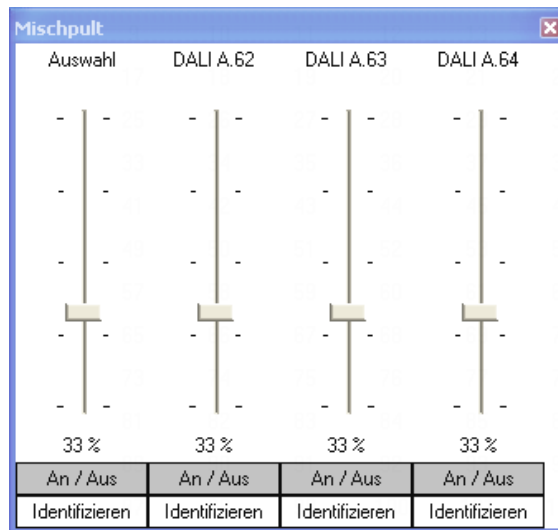 Mischpult
Auswahl DALI A.62 DALI A.63 DALI A.64
33 % 33 % 33 % 33 %
An / Aus An / Aus An / Aus An / Aus
Identifizieren Identifizieren Identifizieren Identifizieren